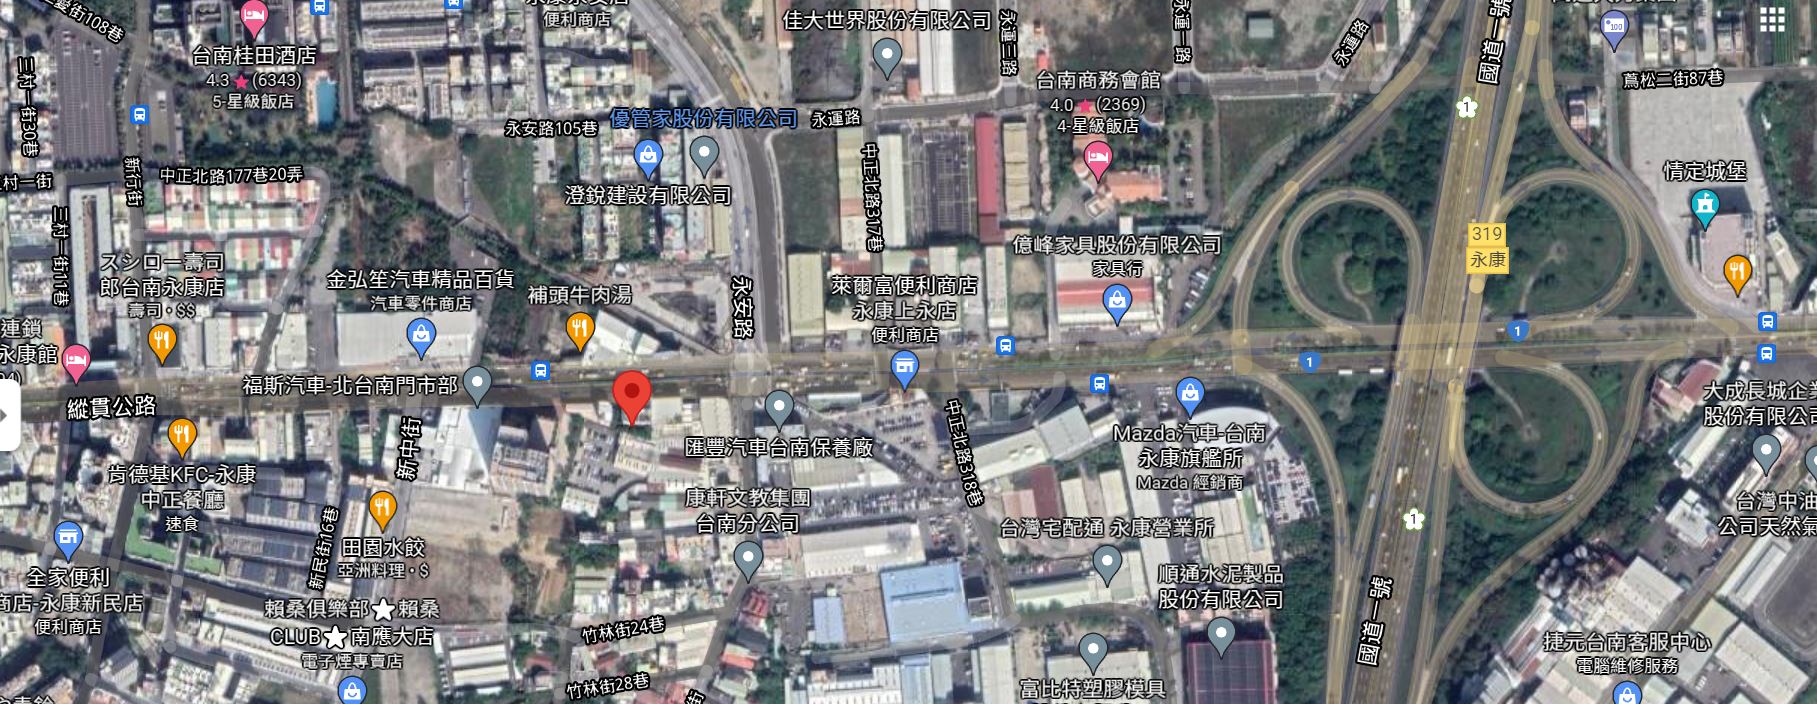 便利商店
佳大世界股份有限公司
永運二路
永運一路
永運路
國道一號
台南桂田酒店
4.3 ★ (6343)
5-星級飯店
三村一街30巷
台南商務會館
4.0 ★ (2369)
4-星級飯店
蔦松二街87巷
100
1
永安路105巷
優管家股份有限公司
永運路
澄銳建設有限公司
新行街
中正北路177巷20弄
村一街
中正北路317巷
情定城堡
三村一街11巷
スシロー壽司
郎台南永康店
壽司・$$
金弘笙汽車精品百貨
汽車零件商店
補頭牛肉湯
永安路
萊爾富便利商店
永康上永店
便利商店
億峰家具股份有限公司
家具行
319
永康
連鎖
永康館
福斯汽車-北台南門市部
1
1
縱貫公路
新中街
匯豐汽車台南保養廠
中正北路318巷
Mazda汽車-台南
永康旗艦所
Mazda 經銷商
大成長城企業
股份有限公司
肯德基KFC-永康
中正餐廳
速食
康軒文教集團
台南分公司
台灣宅配通 永康營業所
1
台灣中油
公司天然氣
新民街16巷
田園水餃
亞洲料理・$
全家便利
商店-永康新民店
便利商店
順通水泥製品
股份有限公司
賴桑俱樂部★賴桑
CLUB★南應大店
電子煙專賣店
竹林街24巷
國道一號
捷元台南客服中心
電腦維修服務
竹林街28巷
富比特塑膠模具